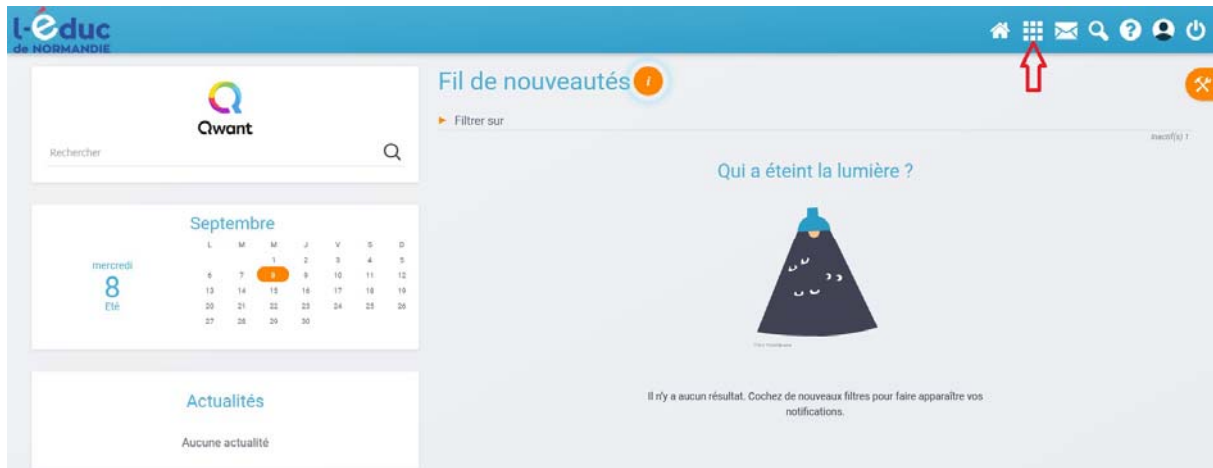 l-éduc
de NORMANDIE
Qwant
Rechercher
Septembre
L M M J V S D
1 2 3 4 5
mercredi
8
Eté
6 7 8 9 10 11 12
13 14 15 16 17 18 19
20 21 22 23 24 25 26
27 28 29 30
Actualités
Aucune actualité
Fil de nouveautés i
Filtrer sur
Inactif(s) 1
Qui a éteint la lumière ?
Il n'y a aucun résultat. Cochez de nouveaux filtres pour faire apparaître vos
notifications.